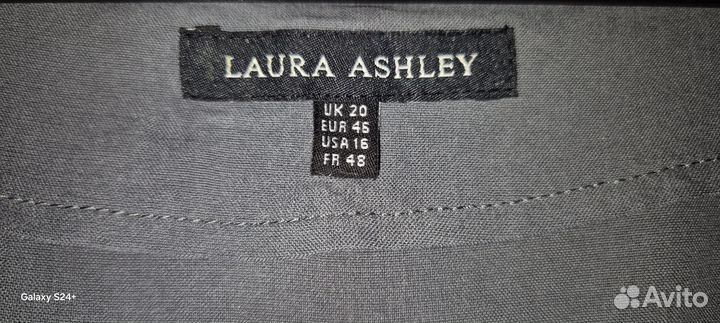 LAURA ASHLEY
UK 20
EUR 46
USA 16
FR 48
Galaxy S24+
Avito